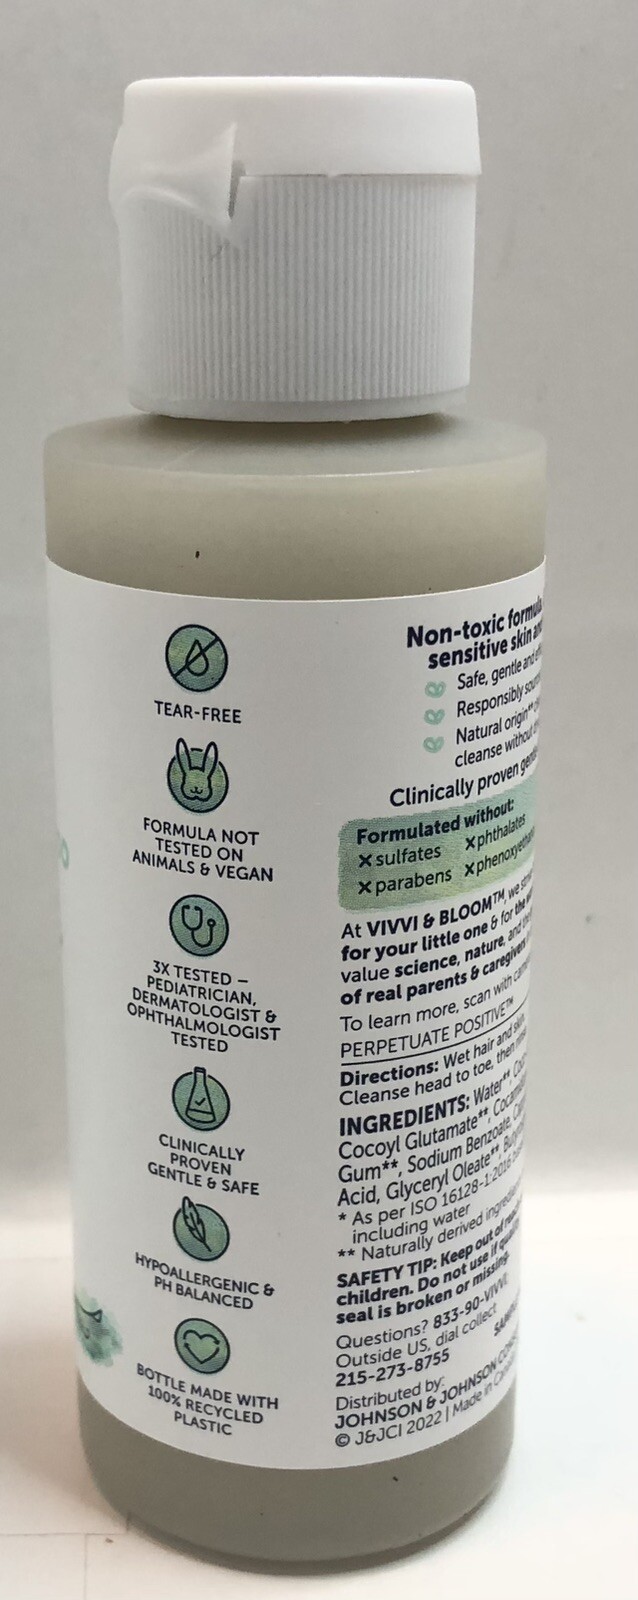 TEAR-FREE
FORMULA NOT
TESTED ON
ANIMALS & VEGAN
3X TESTED –
PEDIATRICIAN,
DERMATOLOGIST &
OPHTHALMOLOGIST
TESTED
CLINICALLY
PROVEN
GENTLE & SAFE
HYPOALLERGENIC &
PH BALANCED
BOTTLE MADE WITH
100% RECYCLED
PLASTIC
Non-toxic formula
sensitive skin
Safe, gentle and
Responsibly
Natural origin**
cleanse without
Clinically proven
Formulated without:
× sulfates × phthalates
× parabens
At VIVVI & BLOOM™, we
for your little one & for the
value science, nature, and
of real parents & caregivers
To learn more, scan with
PERPETUATE POSITIVE™
Directions: Wet hair and skin.
Cleanse head to toe, then
INGREDIENTS: Water**,
Cocoyl Glutamate**,
Gum**, Sodium Benzoate,
Acid, Glyceryl Oleate**,
* As per ISO 16128-1:2016
including water
** Naturally derived
SAFETY TIP: Keep out of
children. Do not use if
seal is broken or missing.
Questions? 833-90-VIVVI,
Outside US, dial collect
215-273-8755
Distributed by:
JOHNSON & JOHNSON
© J&JCI 2022 | Made in